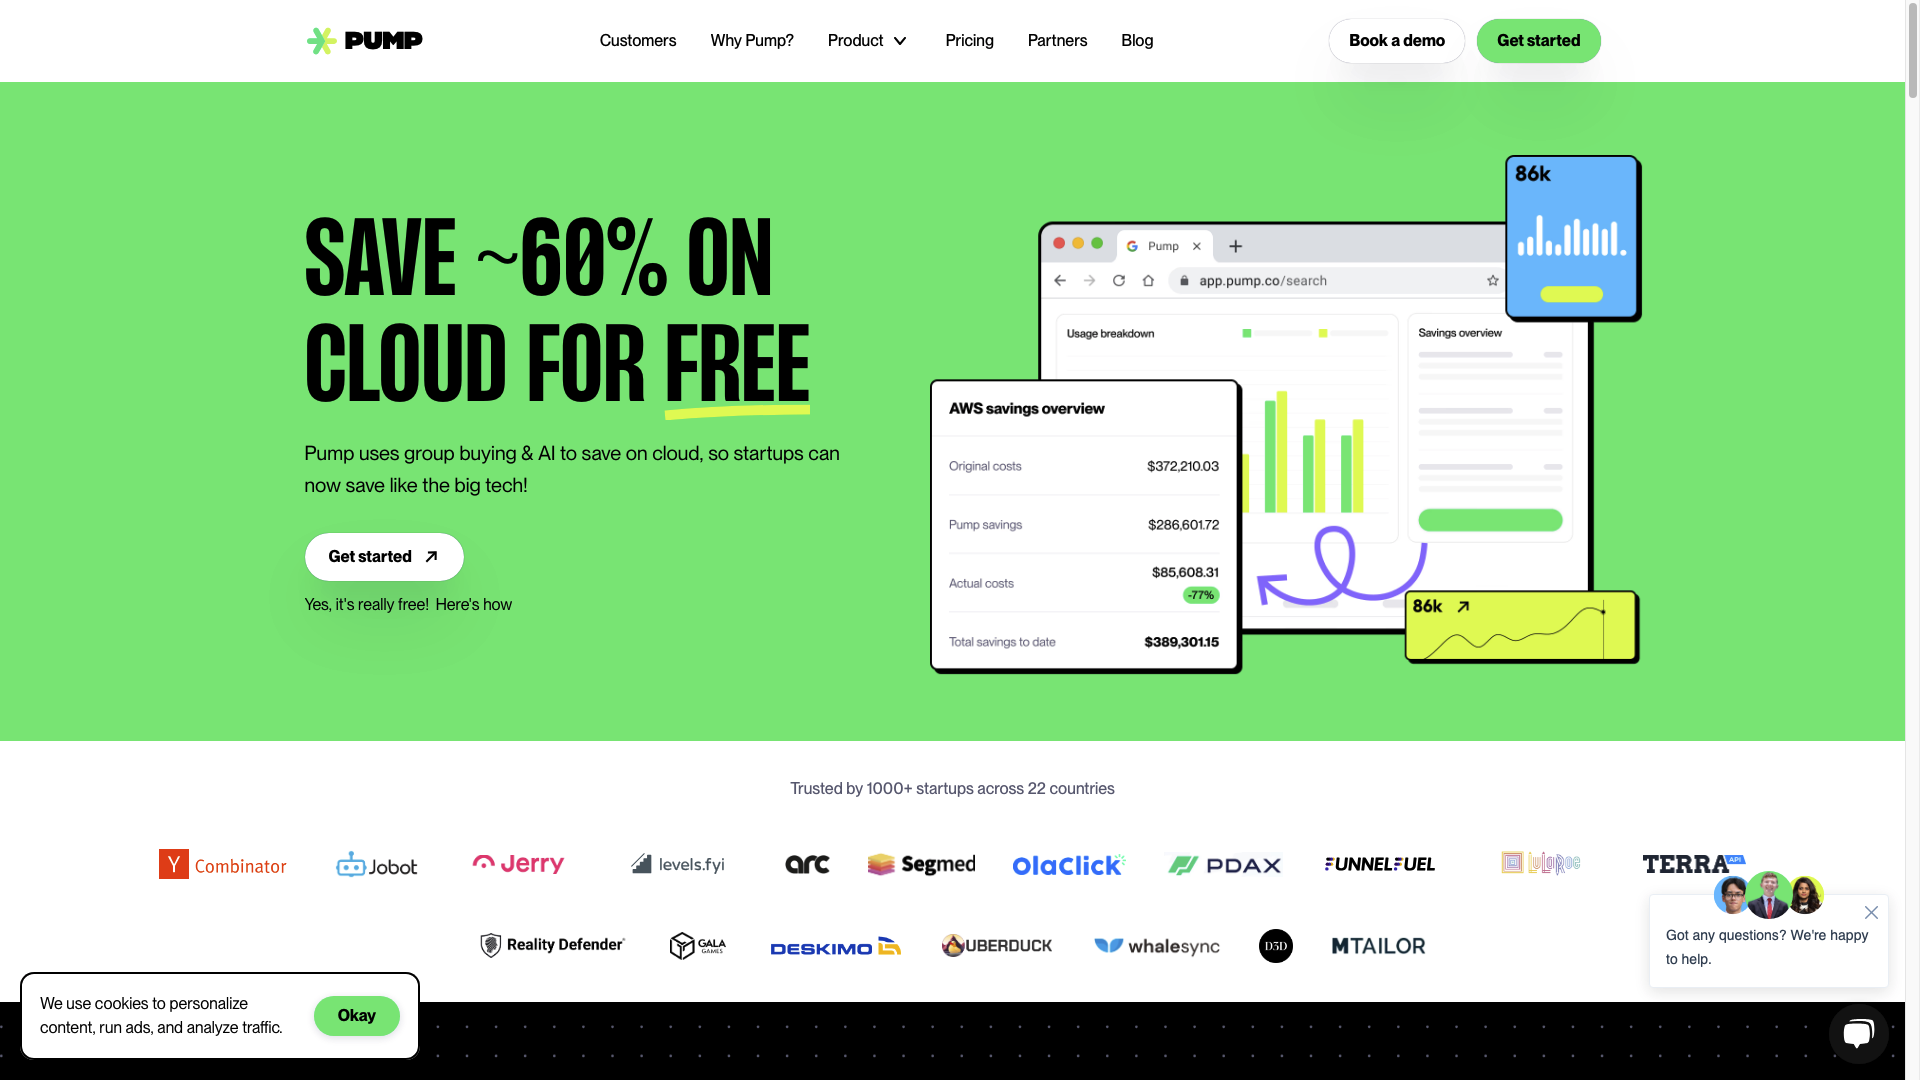 PUMP
Customers
Why Pump?
Product
Pricing
Partners
Blog
Book a demo
Get started
SAVE ~60% ON
CLOUD FOR FREE
Pump uses group buying & AI to save on cloud, so startups can
now save like the big tech!
Get started
Yes, it's really free! Here's how
86k
Pump
app.pump.co/search
Usage breakdown
Savings overview
AWS savings overview
Original costs $372,210.03
Pump savings $286,601.72
Actual costs $85,608.31
-77%
Total savings to date $389,301.15
86k
Trusted by 1000+ startups across 22 countries
Y Combinator
Jobot
Jerry
levels.fyi
arc
Segmed
olaClick
PDAX
FUNNELFUEL
LuLaRoe
TERRA API
Reality Defender
GALA GAMES
DESKIMO
UBERDUCK
whalesync
D3D
MTAILOR
Got any questions? We're happy
to help.
We use cookies to personalize
content, run ads, and analyze traffic.
Okay